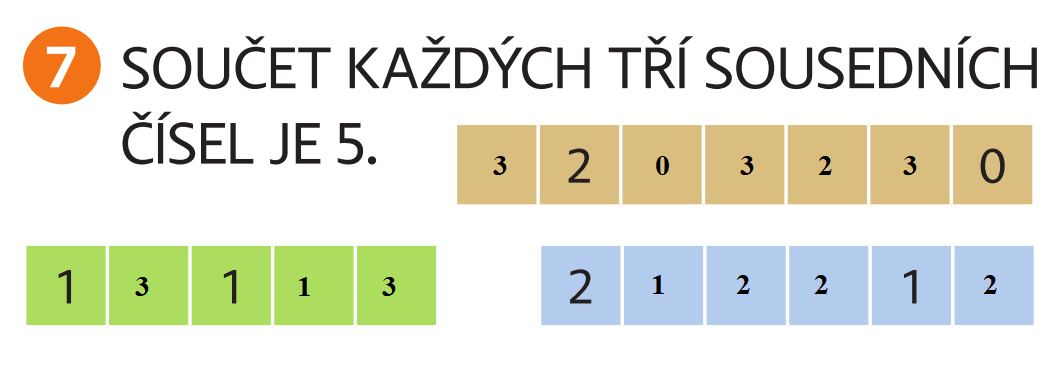 7 SOUČET KAŽDÝCH TŘÍ SOUSEDNÍCH
ČÍSEL JE 5.
3 2 0 3 2 3 0
1 3 1 1 3
2 1 2 2 1 2